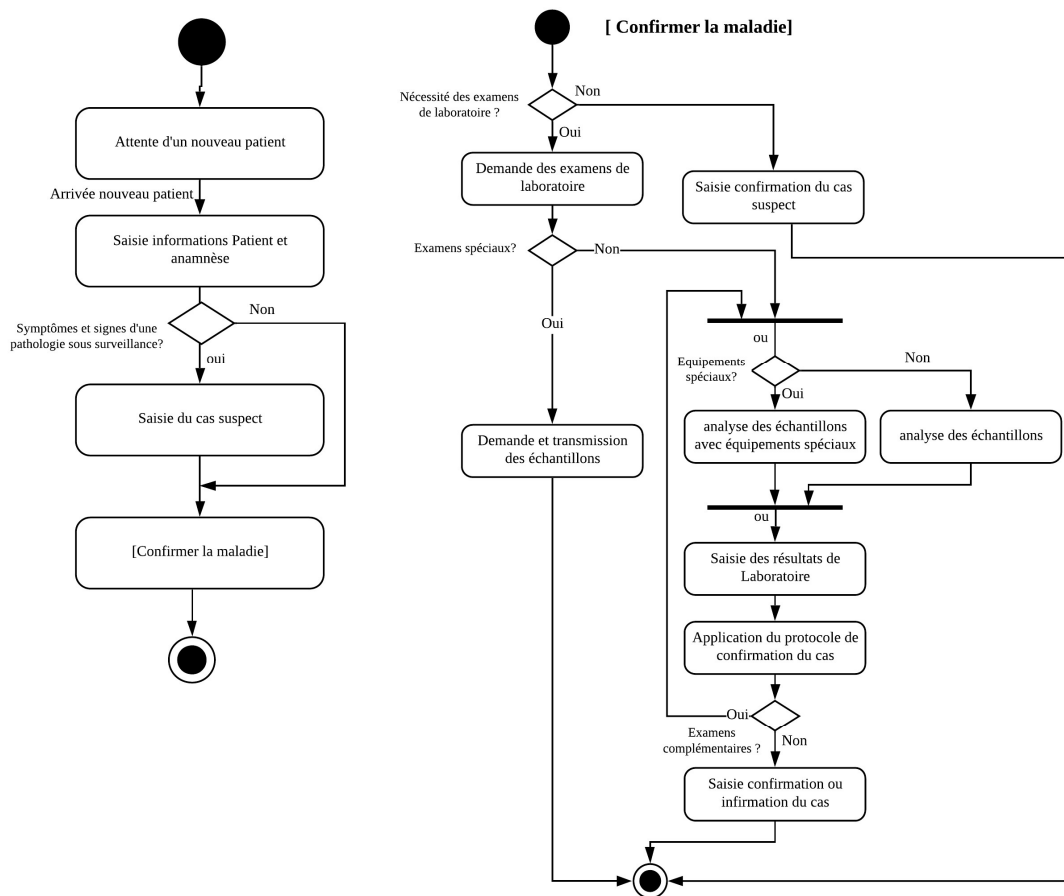 Attente d'un nouveau patient
Arrivée nouveau patient
Saisie informations Patient et
anamnèse
Symptômes et signes d'une
pathologie sous surveillance?
Non
oui
Saisie du cas suspect
[Confirmer la maladie]
[ Confirmer la maladie]
Nécessité des examens
de laboratoire ?
Non
Oui
Demande des examens de
laboratoire
Saisie confirmation du cas
suspect
Examens spéciaux?
Non
Oui
Demande et transmission
des échantillons
ou
Equipements
spéciaux?
Non
Oui
analyse des échantillons
avec équipements spéciaux
analyse des échantillons
ou
Saisie des résultats de
Laboratoire
Application du protocole de
confirmation du cas
Oui
Examens
complémentaires ?
Non
Saisie confirmation ou
infirmation du cas